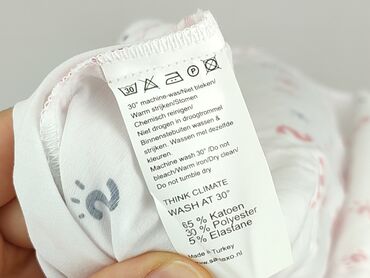 30
P
30° machine-was/Niet bleken/
Warm strijken/Stomen
Chemisch reinigen/
Niet drogen in droogtrommel
Binnenstebuiten wassen &
strijken. Wassen met dezelfde
kleuren.
Machine wash 30°/Do not
bleach/Warm iron/Dry clean/
Do not tumble dry
THINK CLIMATE
WASH AT 30°
65 % Katoen
30 % Polyester
5 % Elastane
Made in Turkey